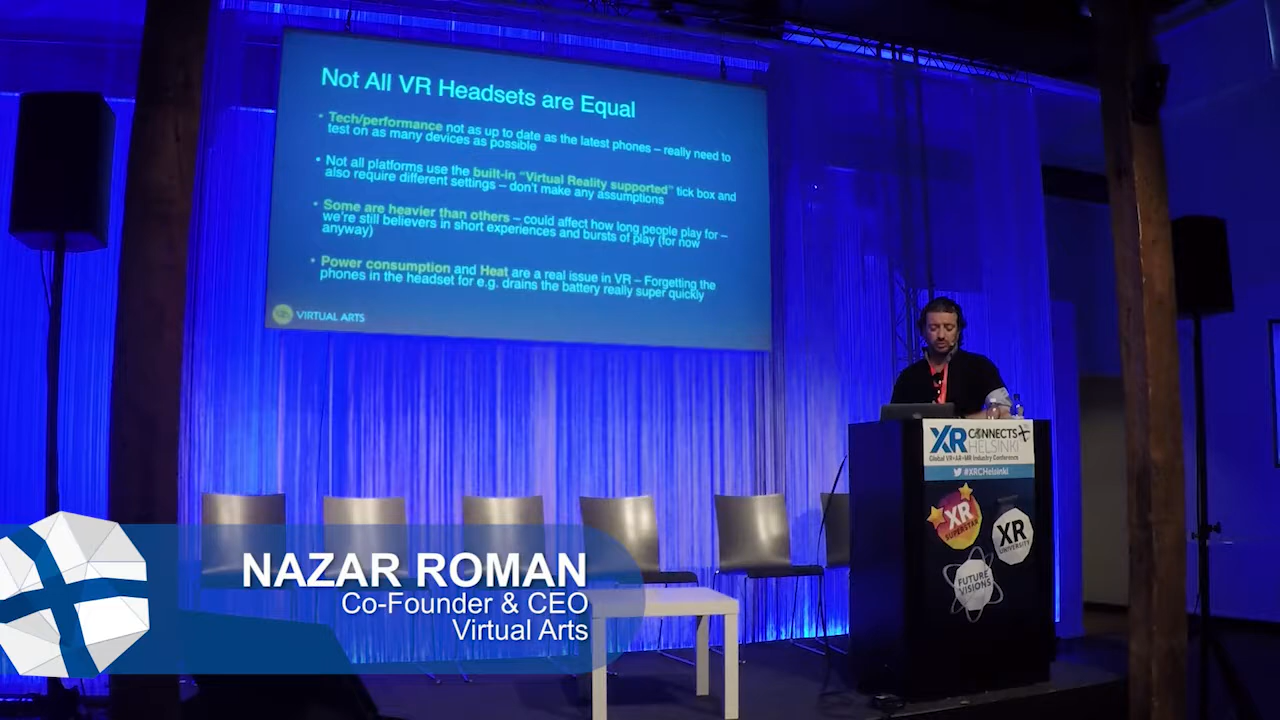 Not All VR Headsets are Equal
• Tech/performance not as up to date as the latest phones – really need to
test on as many devices as possible
• Not all platforms use the built-in “Virtual Reality supported” tick box and
also require different settings – don't make any assumptions
• Some are heavier than others – could affect how long people play for –
we're still believers in short experiences and bursts of play (for now
anyway)
• Power consumption and Heat are a real issue in VR – Forgetting the
phones in the headset for e.g. drains the battery really super quickly
VIRTUAL ARTS
XR CONNECTS
HELSINKI
Global VR+AR+MR Industry Conference
#XRCHelsinki
XR
SUPERSTAR
XR
UNIVERSITY
FUTURE
VISIONS
NAZAR ROMAN
Co-Founder & CEO
Virtual Arts